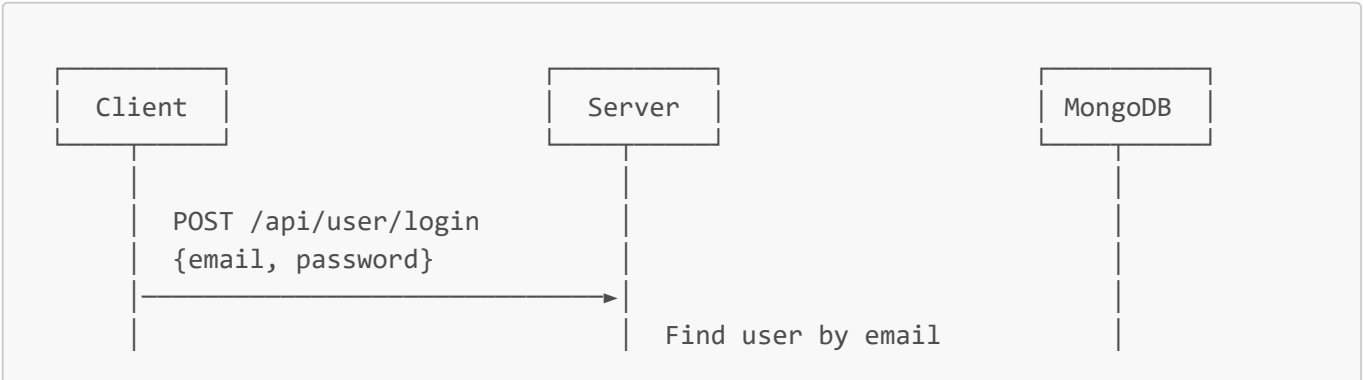 Client Server MongoDB
POST /api/user/login
{email, password}
Find user by email